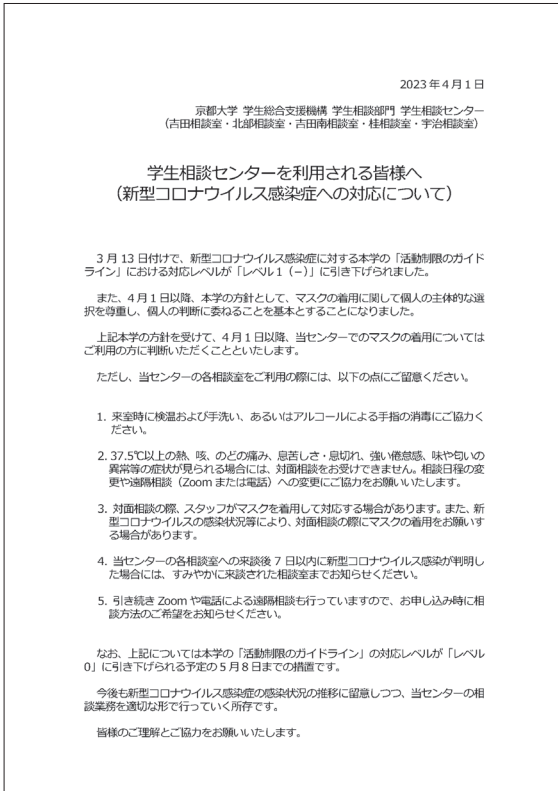 2023年4月1日
京都大学 学生総合支援機構 学生相談部門 学生相談センター
(吉田相談室・北部相談室・吉田南相談室・桂相談室・宇治相談室)
学生相談センターを利用される皆様へ
(新型コロナウイルス感染症への対応について)
3月13日付けで、新型コロナウイルス感染症に対する本学の「活動制限のガイド
ライン」における対応レベルが「レベル1(−)」に引き下げられました。
また、4月1日以降、本学の方針として、マスクの着用に関して個人の主体的な選
択を尊重し、個人の判断に委ねることを基本とすることになりました。
上記本学の方針を受けて、4月1日以降、当センターでのマスクの着用については
ご利用の方に判断いただくことといたします。
ただし、当センターの各相談室をご利用の際には、以下の点にご留意ください。
1. 来室時に検温および手洗い、あるいはアルコールによる手指の消毒にご協力く
ださい。
2. 37.5℃以上の熱、咳、のどの痛み、息苦しさ・息切れ、強い倦怠感、味や匂いの
異常等の症状が見られる場合には、対面相談をお受けできません。相談日程の変
更や遠隔相談(Zoomまたは電話)への変更にご協力をお願いいたします。
3. 対面相談の際、スタッフがマスクを着用して対応する場合があります。また、新
型コロナウイルスの感染状況等により、対面相談の際にマスクの着用をお願いす
る場合があります。
4. 当センターの各相談室への来談後7日以内に新型コロナウイルス感染が判明し
た場合には、すみやかに来談された相談室までお知らせください。
5. 引き続きZoomや電話による遠隔相談も行っていますので、お申し込み時に相
談方法のご希望をお知らせください。
なお、上記については本学の「活動制限のガイドライン」の対応レベルが「レベル
0」に引き下げられる予定の5月8日までの措置です。
今後も新型コロナウイルス感染症の感染状況の推移に留意しつつ、当センターの相
談業務を適切な形で行っていく所存です。
皆様のご理解とご協力をお願いいたします。